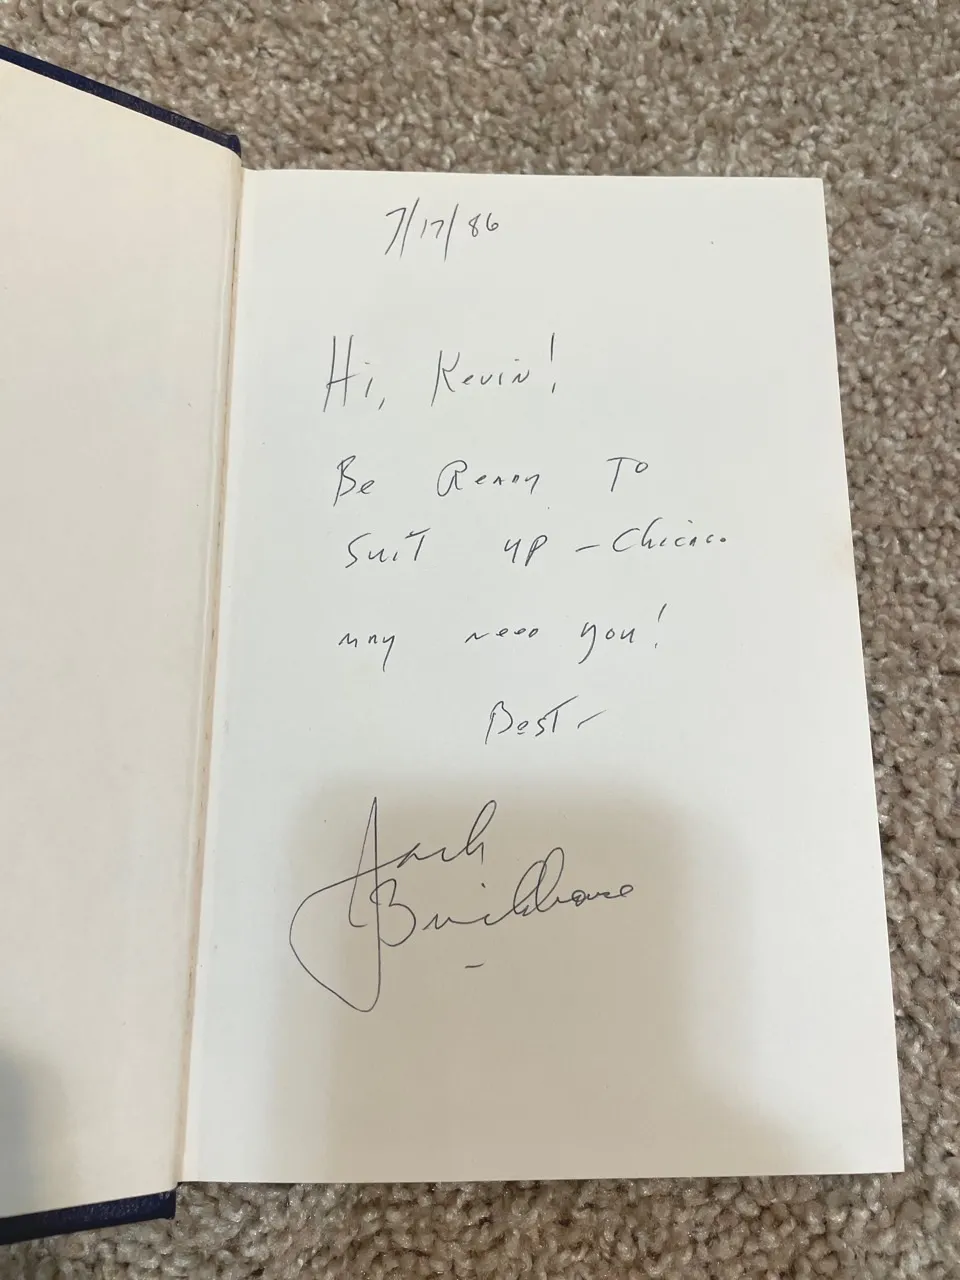 7/17/86
Hi, Kevin!
Be Ready To
Suit up - Chicago
may need you!
Best -
Jack
Brickhouse